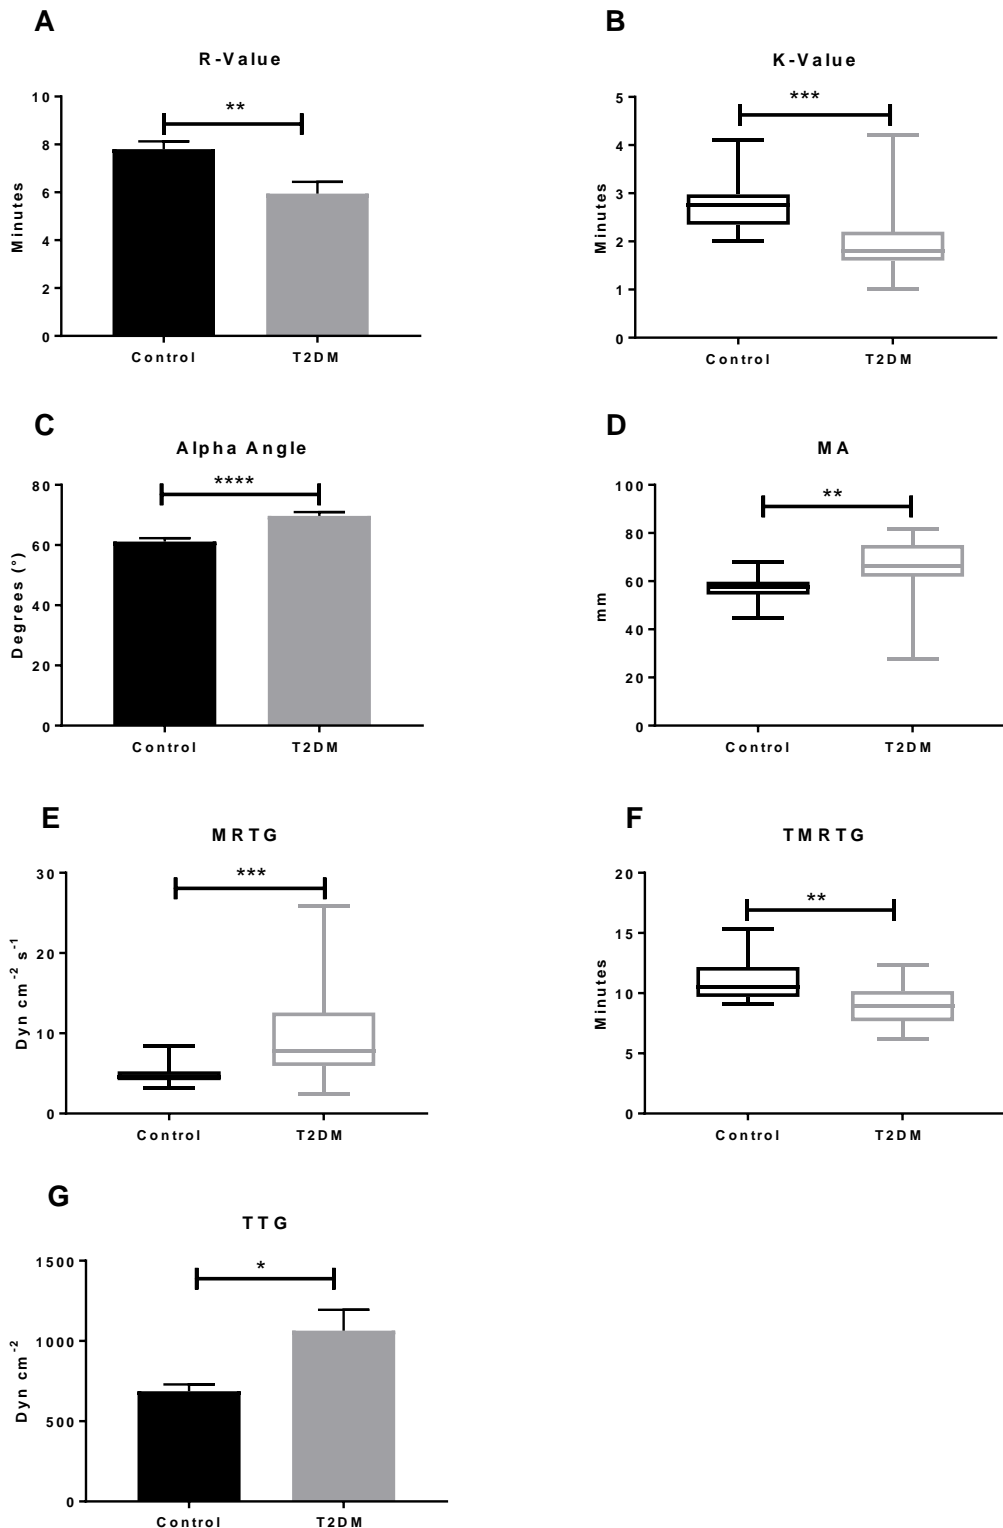 A
R-Value
**
10
8
6
4
2
0
Minutes
Control
T2DM
B
K-Value
***
5
4
3
2
1
0
Minutes
Control
T2DM
C
Alpha Angle
****
80
60
40
20
0
Degrees (°)
Control
T2DM
D
MA
**
100
80
60
40
20
0
mm
Control
T2DM
E
MRTG
***
30
20
10
0
Dyn cm⁻² s⁻¹
Control
T2DM
F
TMRTG
**
20
15
10
5
0
Minutes
Control
T2DM
G
TTG
*
1500
1000
500
0
Dyn cm⁻²
Control
T2DM